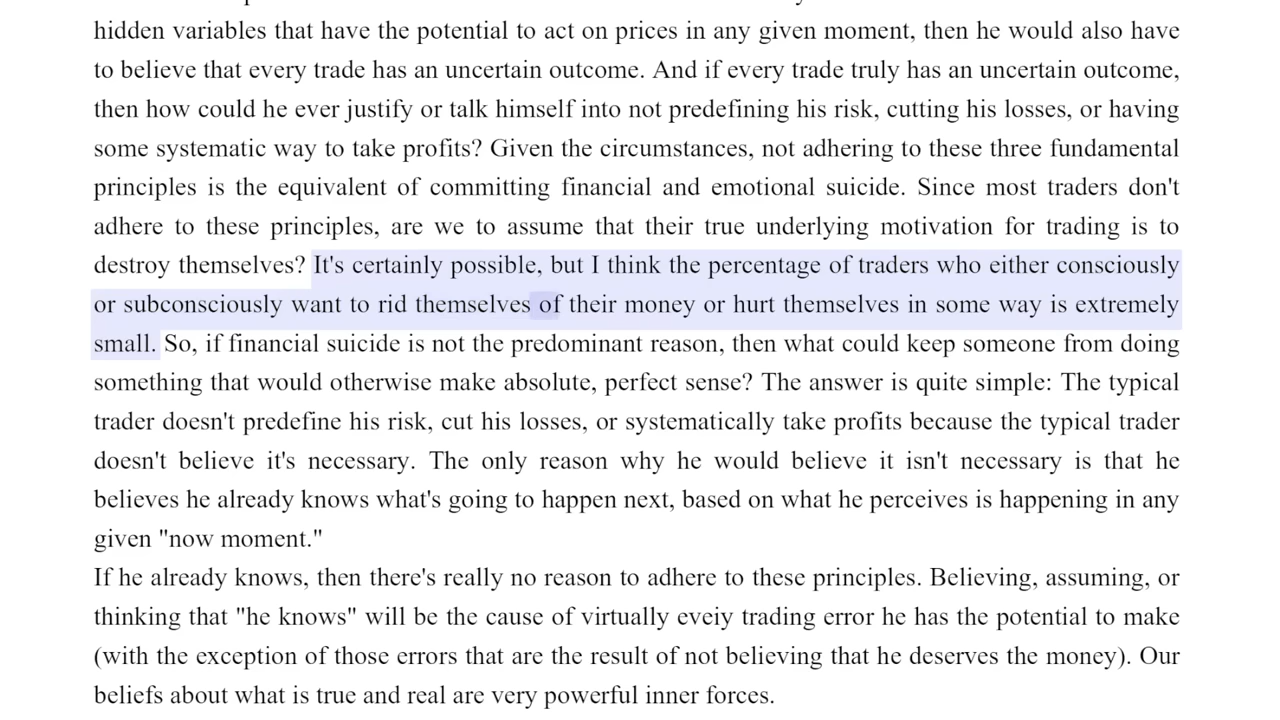 hidden variables that have the potential to act on prices in any given moment, then he would also have
to believe that every trade has an uncertain outcome. And if every trade truly has an uncertain outcome,
then how could he ever justify or talk himself into not predefining his risk, cutting his losses, or having
some systematic way to take profits? Given the circumstances, not adhering to these three fundamental
principles is the equivalent of committing financial and emotional suicide. Since most traders don't
adhere to these principles, are we to assume that their true underlying motivation for trading is to
destroy themselves? It's certainly possible, but I think the percentage of traders who either consciously
or subconsciously want to rid themselves of their money or hurt themselves in some way is extremely
small. So, if financial suicide is not the predominant reason, then what could keep someone from doing
something that would otherwise make absolute, perfect sense? The answer is quite simple: The typical
trader doesn't predefine his risk, cut his losses, or systematically take profits because the typical trader
doesn't believe it's necessary. The only reason why he would believe it isn't necessary is that he
believes he already knows what's going to happen next, based on what he perceives is happening in any
given "now moment."
If he already knows, then there's really no reason to adhere to these principles. Believing, assuming, or
thinking that "he knows" will be the cause of virtually eveiy trading error he has the potential to make
(with the exception of those errors that are the result of not believing that he deserves the money). Our
beliefs about what is true and real are very powerful inner forces.